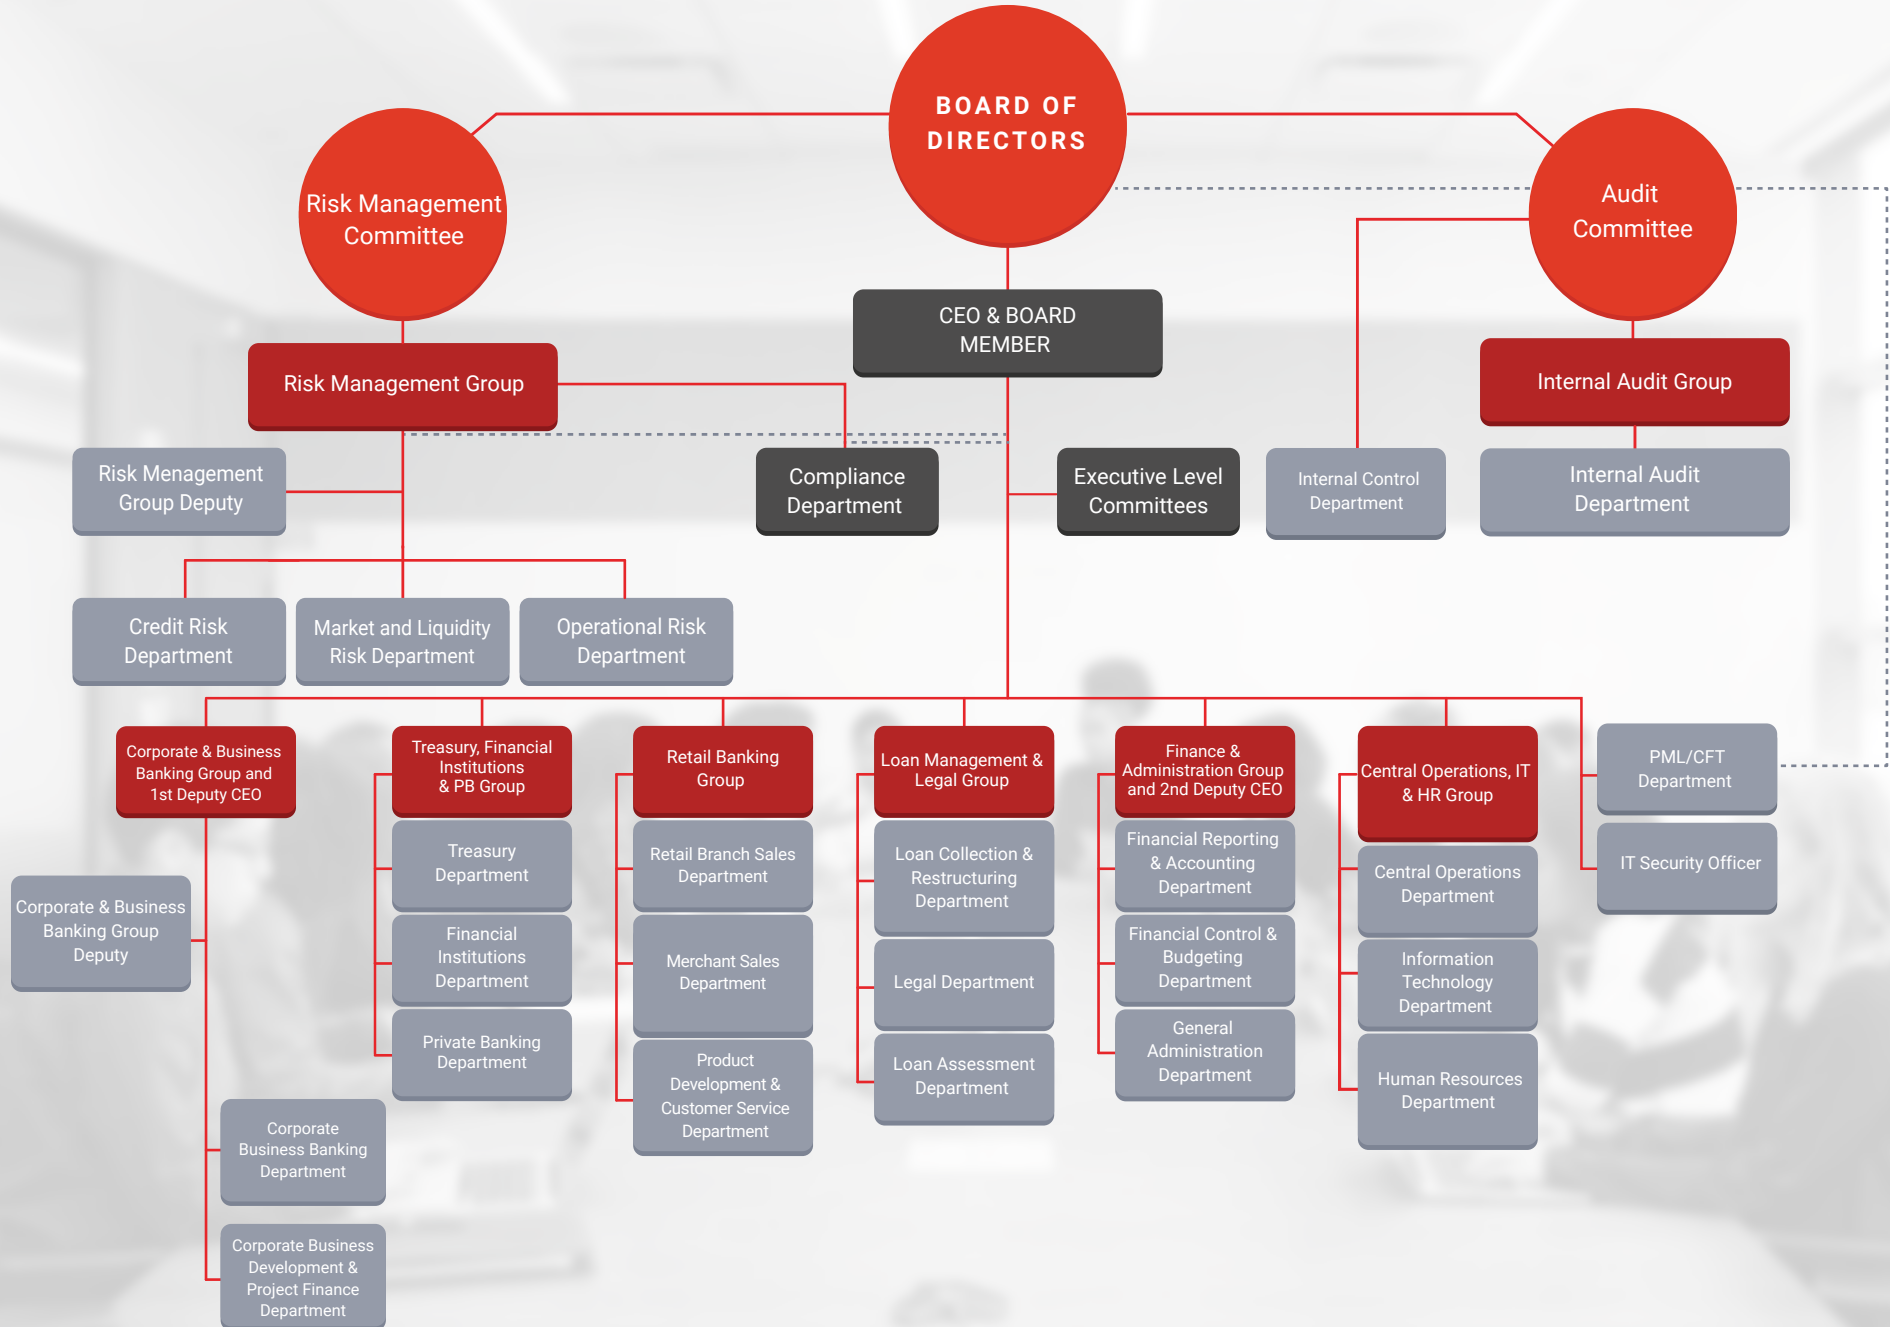 BOARD OF
DIRECTORS
Risk Management
Committee
Audit
Committee
CEO & BOARD
MEMBER
Risk Management Group
Internal Audit Group
Risk Menagement
Group Deputy
Compliance
Department
Executive Level
Committees
Internal Control
Department
Internal Audit
Department
Credit Risk
Department
Market and Liquidity
Risk Department
Operational Risk
Department
Corporate & Business
Banking Group and
1st Deputy CEO
Treasury, Financial
Institutions
& PB Group
Retail Banking
Group
Loan Management &
Legal Group
Finance &
Administration Group
and 2nd Deputy CEO
Central Operations, IT
& HR Group
PML/CFT
Department
Treasury
Department
Retail Branch Sales
Department
Loan Collection &
Restructuring
Department
Financial Reporting
& Accounting
Department
Central Operations
Department
IT Security Officer
Corporate & Business
Banking Group
Deputy
Financial
Institutions
Department
Merchant Sales
Department
Legal Department
Financial Control &
Budgeting
Department
Information
Technology
Department
Private Banking
Department
Product
Development &
Customer Service
Department
Loan Assessment
Department
General
Administration
Department
Human Resources
Department
Corporate
Business Banking
Department
Corporate Business
Development &
Project Finance
Department